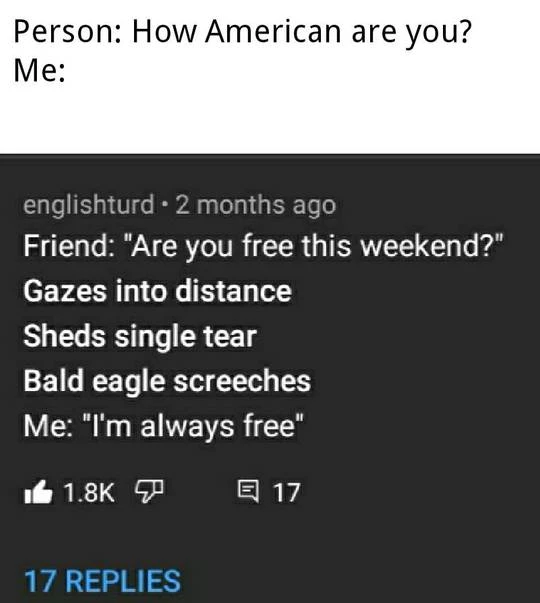 Person: How American are you?
Me:
englishturd • 2 months ago
Friend: "Are you free this weekend?"
Gazes into distance
Sheds single tear
Bald eagle screeches
Me: "I'm always free"
1.8K 17
17 REPLIES